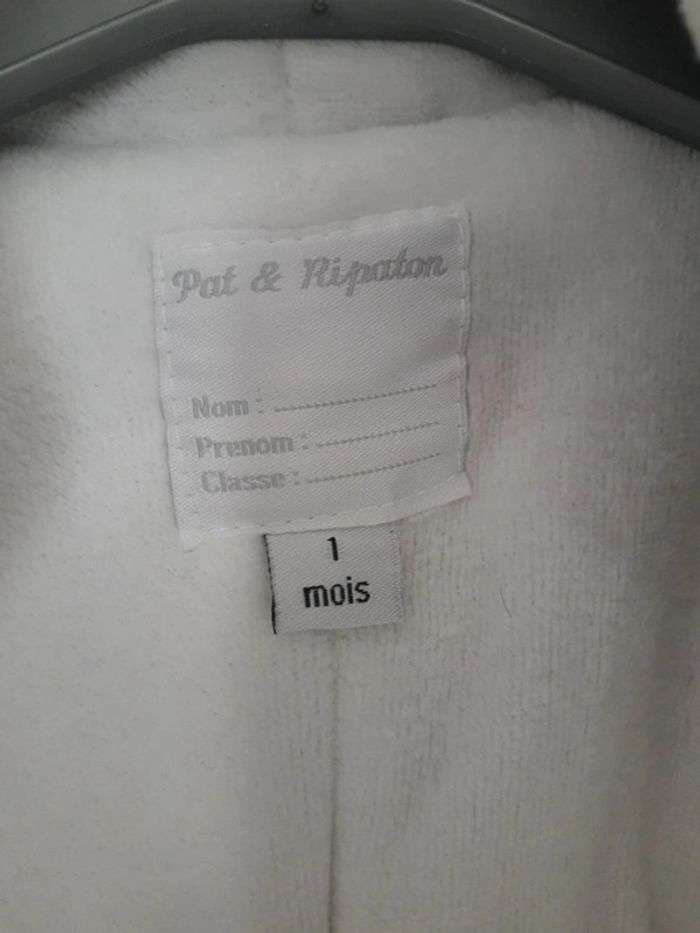 Pat & Ripaton
Nom :
Prenom :
Classe :
1
mois